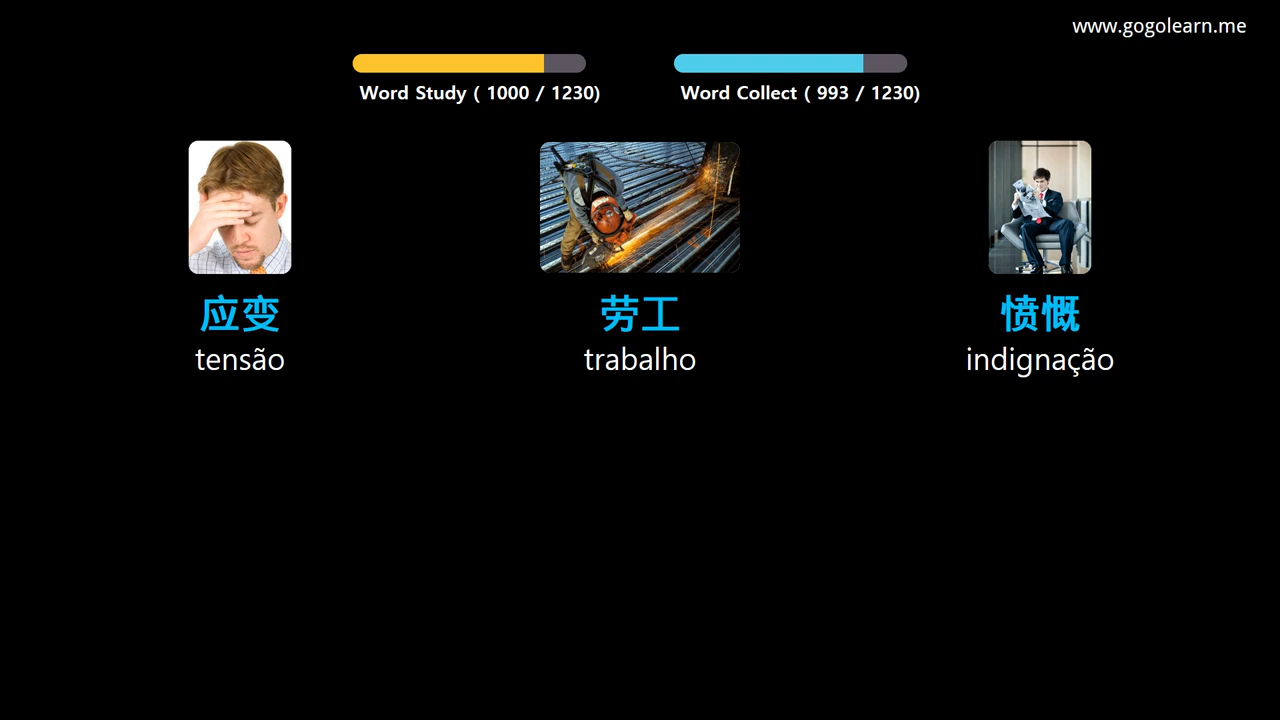 www.gogolearn.me
Word Study ( 1000 / 1230)
Word Collect ( 993 / 1230)
应变
劳工
愤慨
tensão
trabalho
indignação